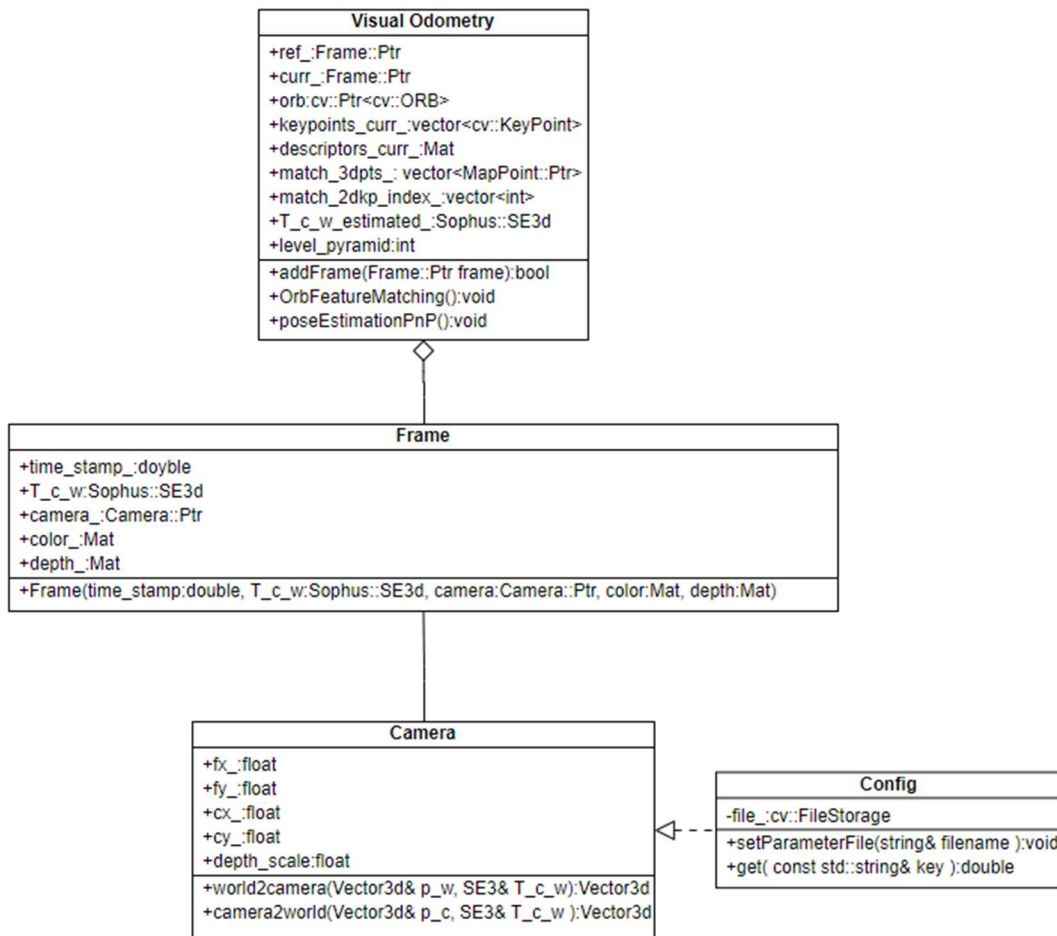 Visual Odometry
+ref_:Frame::Ptr
+curr_:Frame::Ptr
+orb:cv::Ptr<cv::ORB>
+keypoints_curr_:vector<cv::KeyPoint>
+descriptors_curr_:Mat
+match_3dpts_: vector<MapPoint::Ptr>
+match_2dkp_index_:vector<int>
+T_c_w_estimated_:Sophus::SE3d
+level_pyramid:int
+addFrame(Frame::Ptr frame):bool
+OrbFeatureMatching():void
+poseEstimationPnP():void
Frame
+time_stamp_:doyble
+T_c_w:Sophus::SE3d
+camera_:Camera::Ptr
+color_:Mat
+depth_:Mat
+Frame(time_stamp:double, T_c_w:Sophus::SE3d, camera:Camera::Ptr, color:Mat, depth:Mat)
Camera
+fx_:float
+fy_:float
+cx_:float
+cy_:float
+depth_scale:float
+world2camera(Vector3d& p_w, SE3& T_c_w):Vector3d
+camera2world(Vector3d& p_c, SE3& T_c_w ):Vector3d
Config
-file_:cv::FileStorage
+setParameterFile(string& filename ):void
+get( const std::string& key ):double